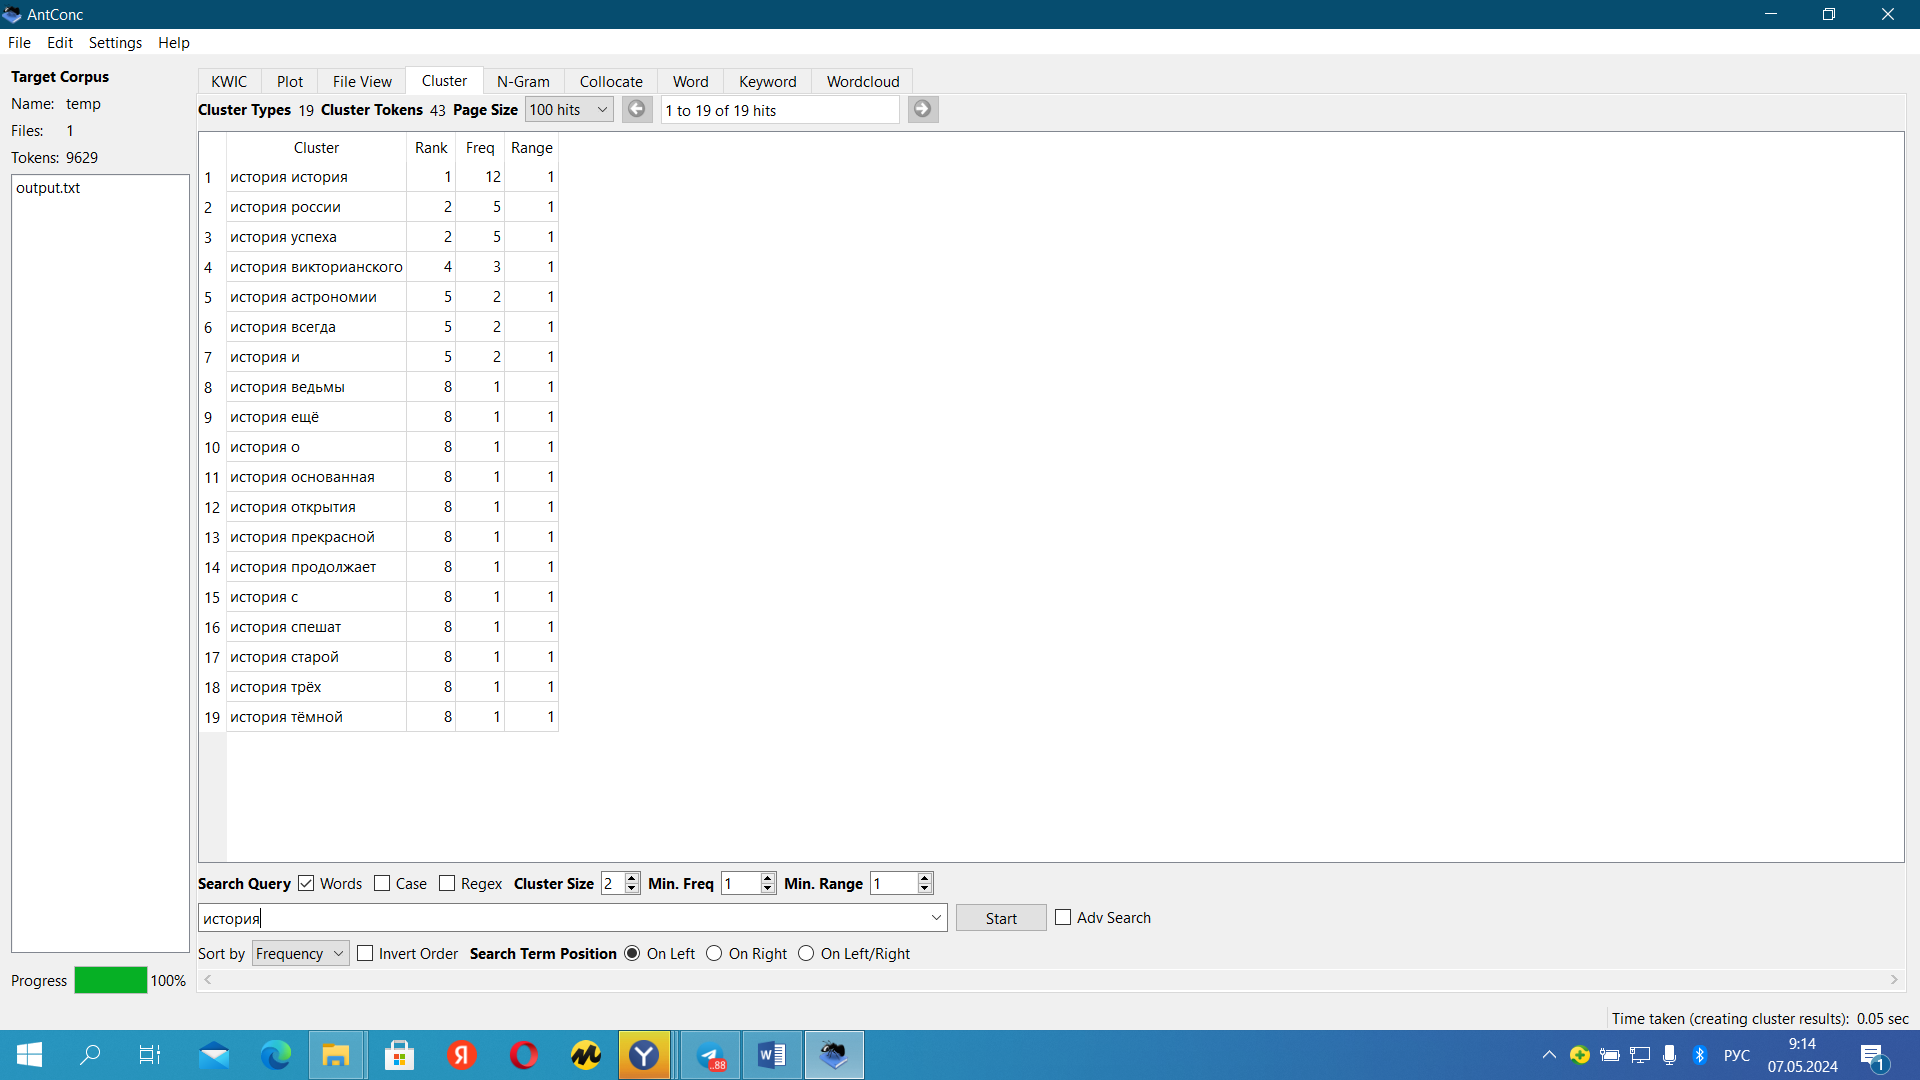 AntConc
File Edit Settings Help
Target Corpus
Name: temp
Files: 1
Tokens: 9629
output.txt
Progress 100%
KWIC Plot File View Cluster N-Gram Collocate Word Keyword Wordcloud
Cluster Types 19 Cluster Tokens 43 Page Size 100 hits 1 to 19 of 19 hits
Cluster Rank Freq Range
1 история история 1 12 1
2 история россии 2 5 1
3 история успеха 2 5 1
4 история викторианского 4 3 1
5 история астрономии 5 2 1
6 история всегда 5 2 1
7 история и 5 2 1
8 история ведьмы 8 1 1
9 история ещё 8 1 1
10 история о 8 1 1
11 история основанная 8 1 1
12 история открытия 8 1 1
13 история прекрасной 8 1 1
14 история продолжает 8 1 1
15 история с 8 1 1
16 история спешат 8 1 1
17 история старой 8 1 1
18 история трёх 8 1 1
19 история тёмной 8 1 1
Search Query Words Case Regex Cluster Size 2 Min. Freq 1 Min. Range 1
история Start Adv Search
Sort by Frequency Invert Order Search Term Position On Left On Right On Left/Right
Time taken (creating cluster results): 0.05 sec
Я Y ..88 W РУС 9:14
07.05.2024 1